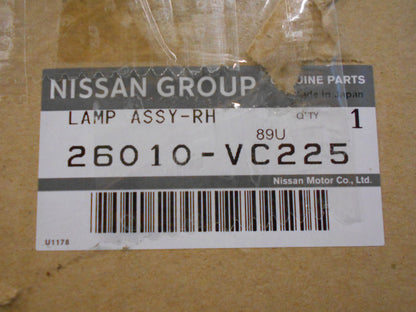 NISSAN GROUP
UINE PARTS
Made in Japan
LAMP ASSY-RH
Q'TY
1
89U
26010-VC225
Nissan Motor Co., Ltd.
U1178